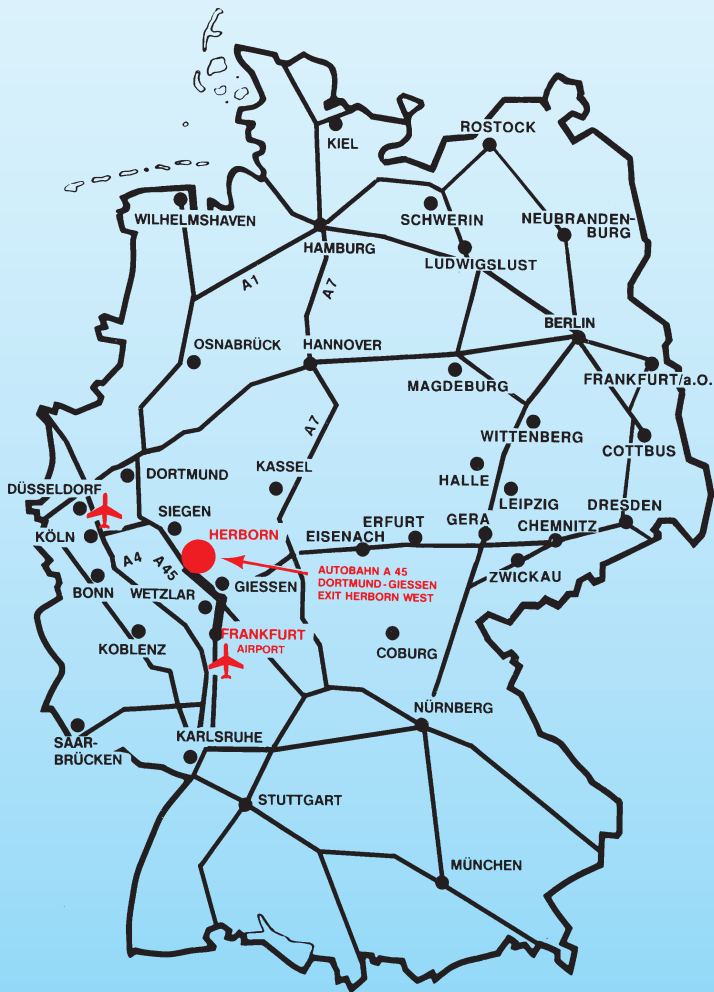 ROSTOCK
KIEL
WILHELMSHAVEN
SCHWERIN
NEUBRANDEN-
BURG
HAMBURG
LUDWIGSLUST
A1
A7
BERLIN
OSNABRÜCK
HANNOVER
MAGDEBURG
FRANKFURT/a.O.
A7
WITTENBERG
COTTBUS
DORTMUND
KASSEL
HALLE
LEIPZIG
DÜSSELDORF
SIEGEN
DRESDEN
KÖLN
HERBORN
EISENACH
ERFURT
GERA
CHEMNITZ
A4
A45
AUTOBAHN A 45
DORTMUND-GIESSEN
EXIT HERBORN WEST
ZWICKAU
BONN
WETZLAR
GIESSEN
FRANKFURT
AIRPORT
KOBLENZ
COBURG
NÜRNBERG
KARLSRUHE
SAAR-
BRÜCKEN
STUTTGART
MÜNCHEN